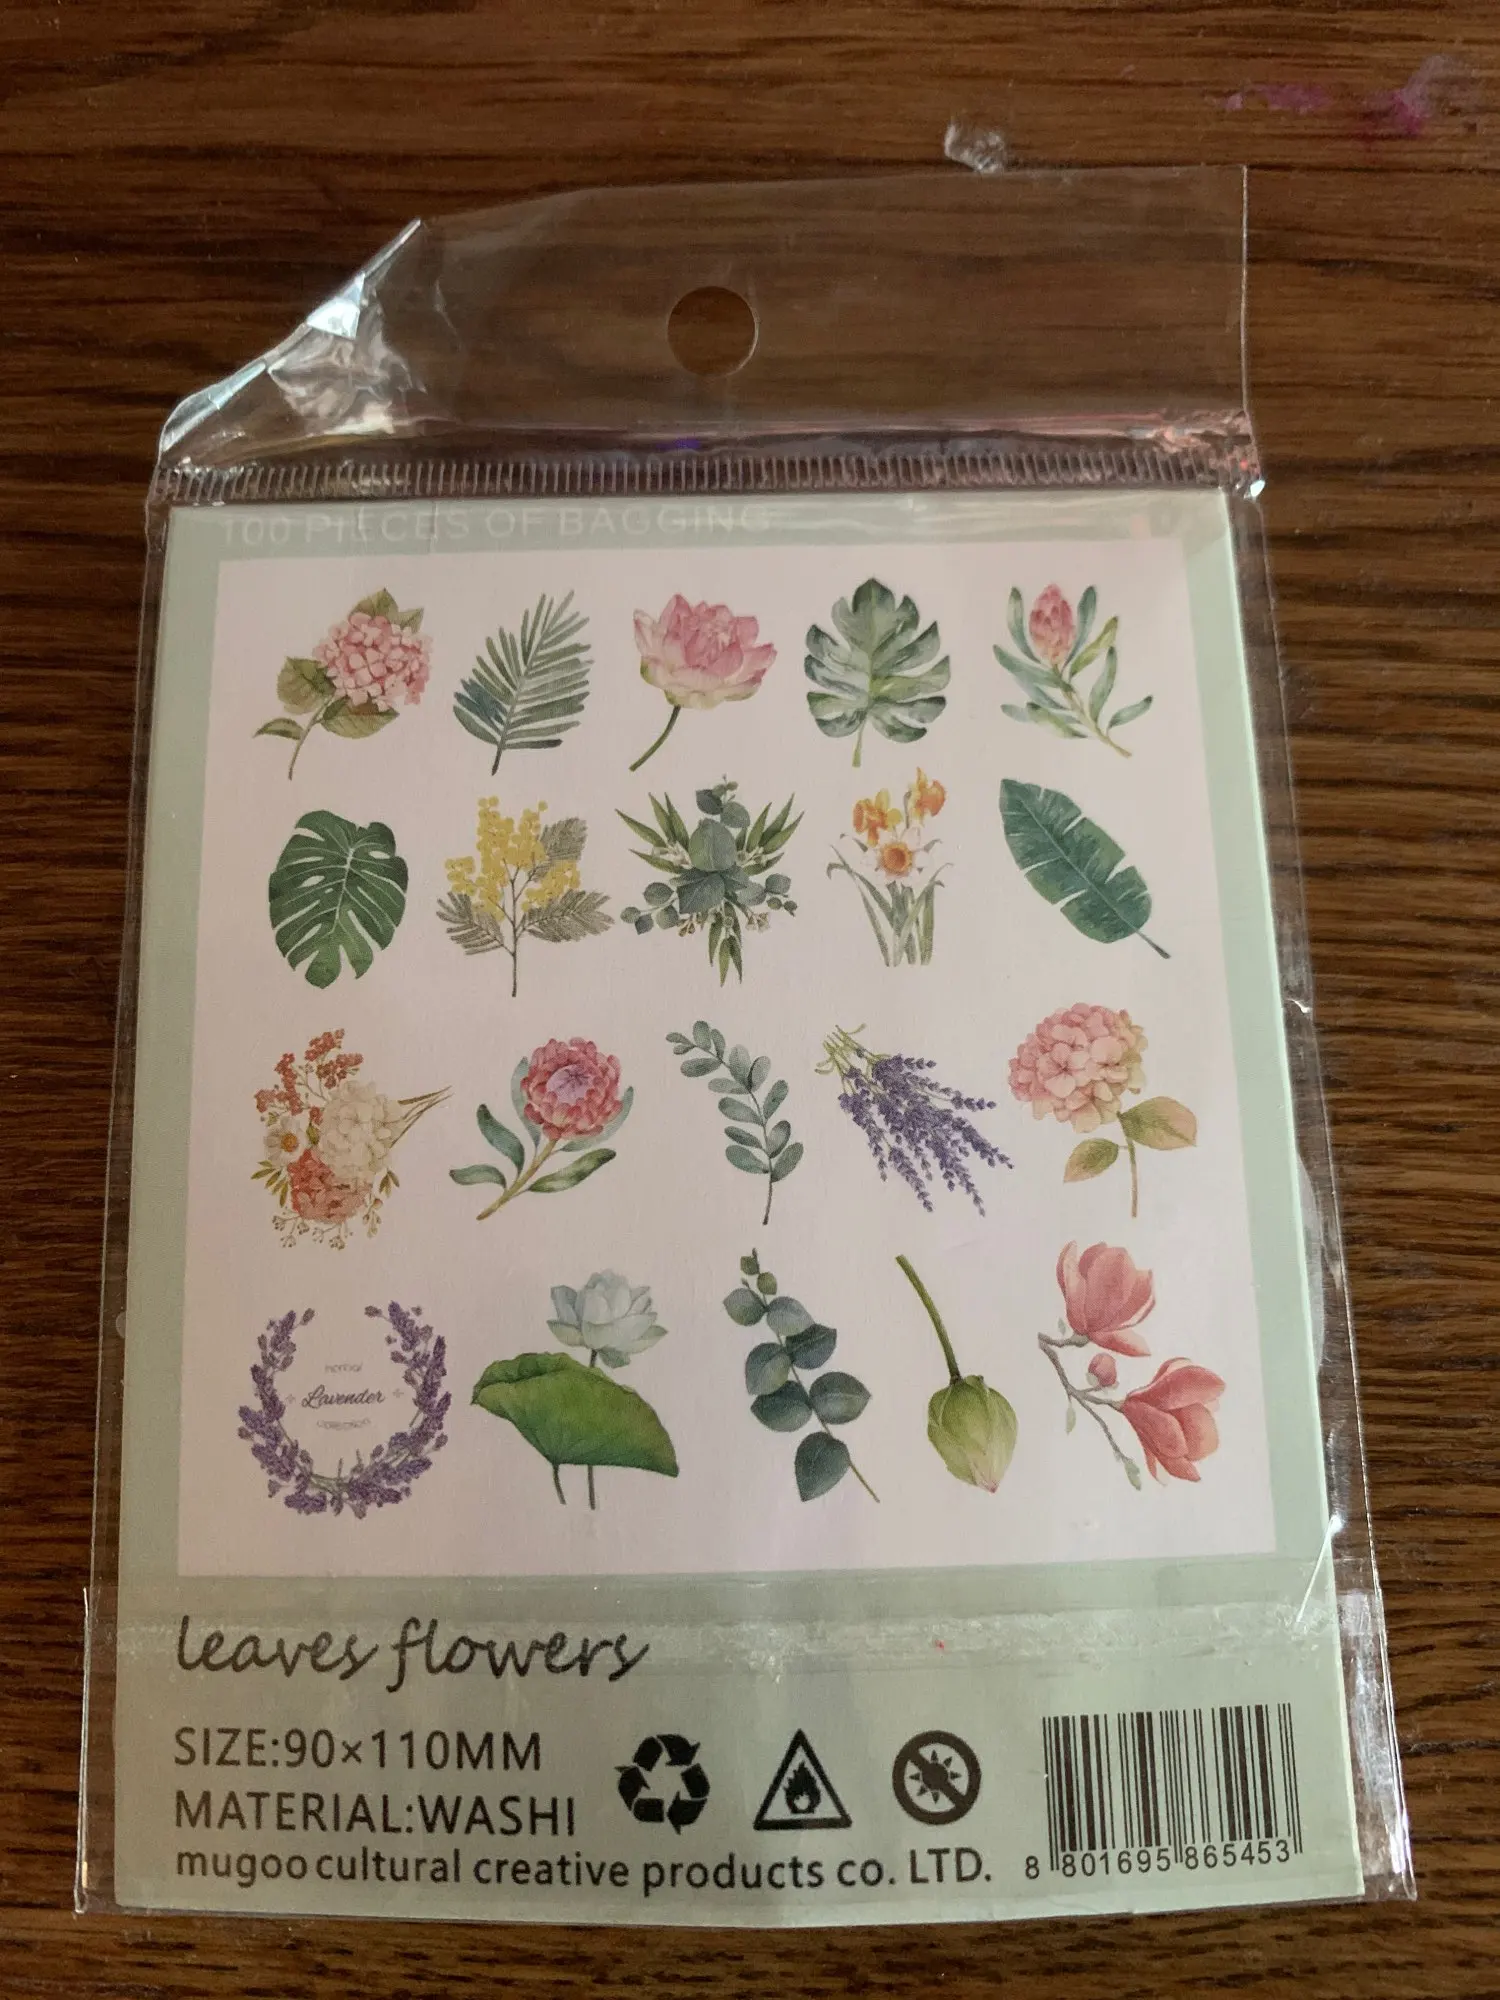 100 PIECES OF BAGGING
Lavender
leaves flowers
SIZE:90×110MM
MATERIAL:WASHI
mugoo cultural creative products co. LTD.
8 801695 865453